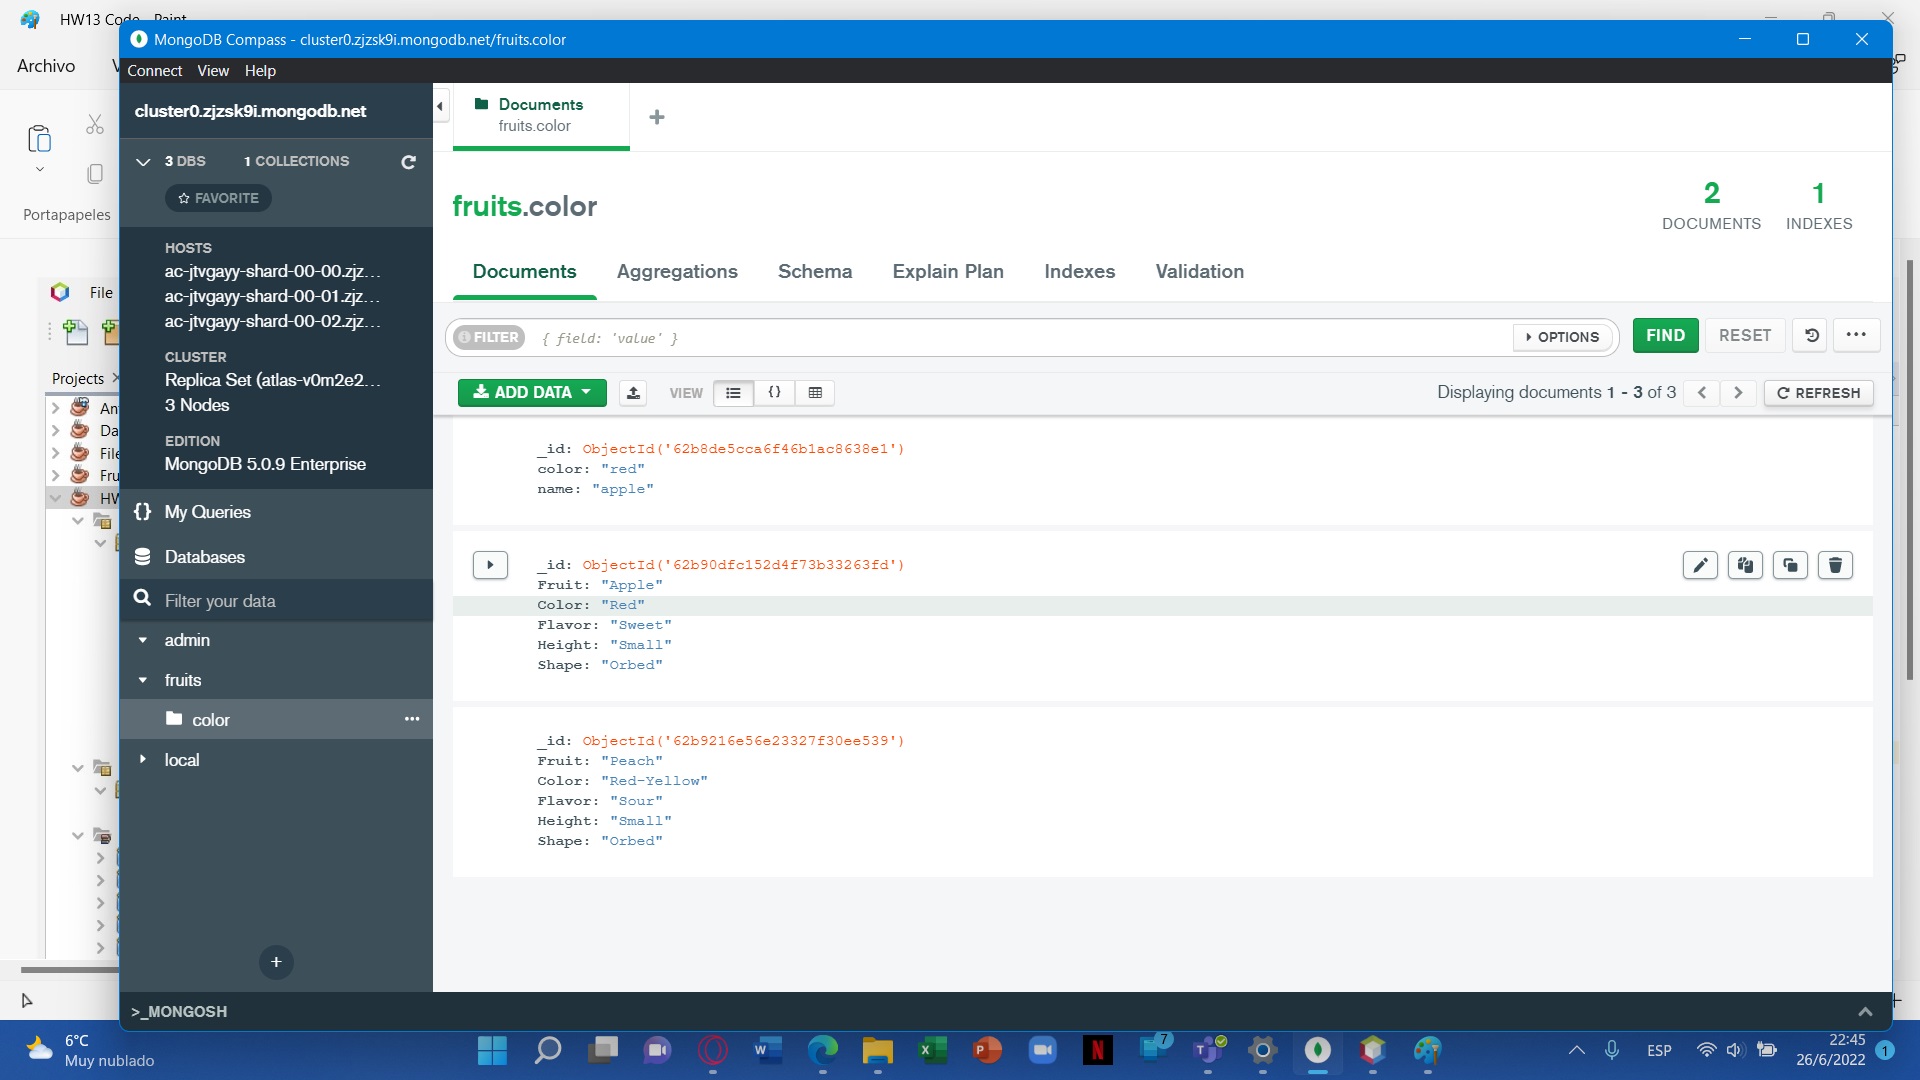 HW13 Code - Paint
MongoDB Compass - cluster0.zjzsk9i.mongodb.net/fruits.color
Archivo
Connect View Help
cluster0.zjzsk9i.mongodb.net
Documents
fruits.color
3 DBS 1 COLLECTIONS
FAVORITE
Portapapeles
fruits.color
2
DOCUMENTS
1
INDEXES
HOSTS
ac-jtvgayy-shard-00-00.zjz...
ac-jtvgayy-shard-00-01.zjz...
ac-jtvgayy-shard-00-02.zjz...
Documents Aggregations Schema Explain Plan Indexes Validation
File
FILTER { field: 'value' } OPTIONS FIND RESET
CLUSTER
Replica Set (atlas-v0m2e2...
3 Nodes
Projects
ADD DATA VIEW {} Displaying documents 1 - 3 of 3 REFRESH
EDITION
MongoDB 5.0.9 Enterprise
_id: ObjectId('62b8de5cca6f46b1ac8638e1')
color: "red"
name: "apple"
{} My Queries
Databases
Filter your data
admin
fruits
color
local
_id: ObjectId('62b90dfc152d4f73b33263fd')
Fruit: "Apple"
Color: "Red"
Flavor: "Sweet"
Height: "Small"
Shape: "Orbed"
_id: ObjectId('62b9216e56e23327f30ee539')
Fruit: "Peach"
Color: "Red-Yellow"
Flavor: "Sour"
Height: "Small"
Shape: "Orbed"
>_MONGOSH
6°C
Muy nublado
7
ESP
22:45
26/6/2022
1